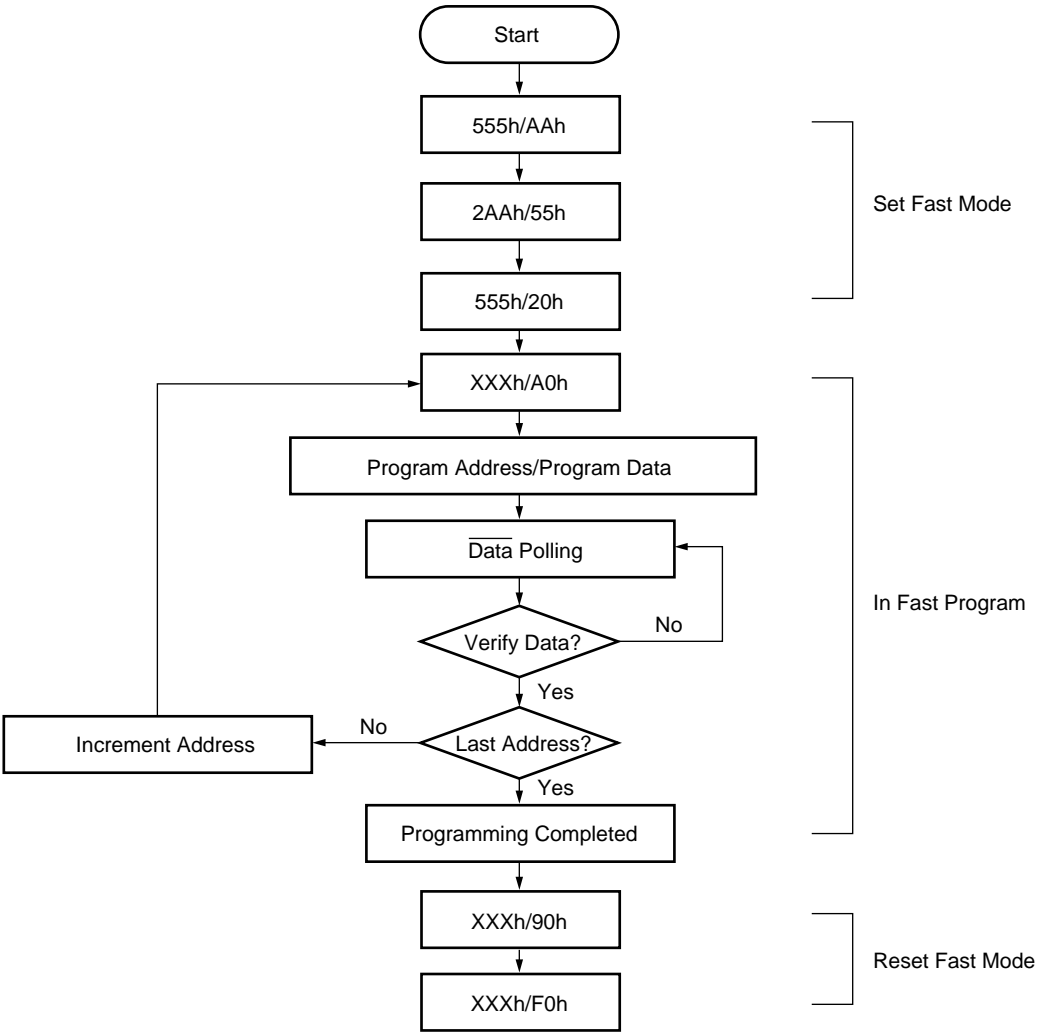 Start
555h/AAh
2AAh/55h
Set Fast Mode
555h/20h
XXXh/A0h
Program Address/Program Data
Data Polling
In Fast Program
Verify Data?
No
Yes
No
Increment Address
Last Address?
Yes
Programming Completed
XXXh/90h
Reset Fast Mode
XXXh/F0h